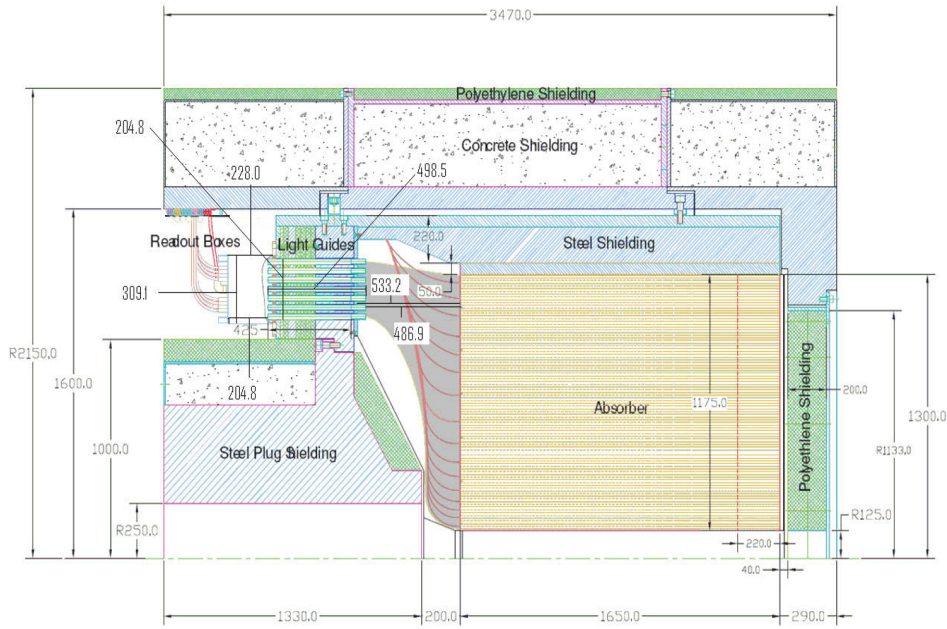 3470.0
Polyethylene Shielding
204.8
Concrete Shielding
228.0
498.5
Readout Boxes
Light Guides
220.0
Steel Shielding
309.1
533.2
50.0
425
486.9
R2150.0
1600.0
204.8
1000.0
Absorber
1175.0
200.0
Polyethlene Shielding
1300.0
R1133.0
Steel Plug Shielding
R250.0
R125.0
220.0
40.0
1330.0
200.0
1650.0
290.0